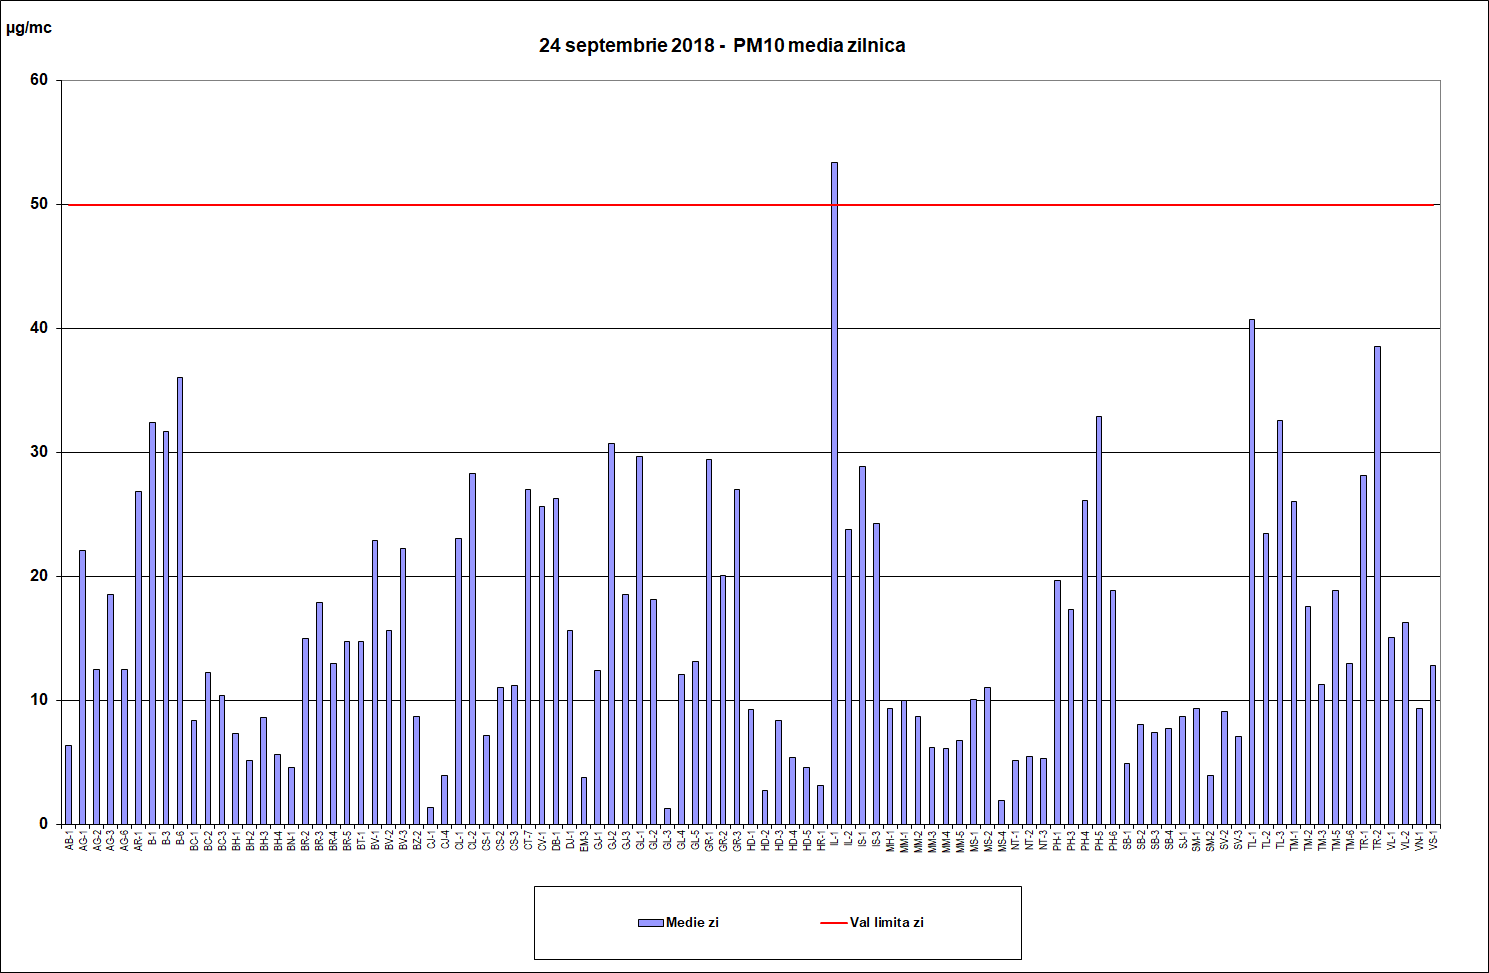 µg/mc
24 septembrie 2018 - PM10 media zilnica
60
50
40
30
20
10
0
AB-1 AG-1 AG-2 AG-3 AG-6 AR-1 B-1 B-3 B-6 BC-1 BC-2 BC-3 BH-1 BH-2 BH-3 BH-4 BN-1 BR-2 BR-3 BR-4 BR-5 BT-1 BV-1 BV-2 BV-3 BZ-2 CJ-1 CJ-4 CL-1 CL-2 CS-1 CS-2 CS-3 CT-7 CV-1 DB-1 DJ-1 EM-3 GJ-1 GJ-2 GJ-3 GL-1 GL-2 GL-3 GL-4 GL-5 GR-1 GR-2 GR-3 HD-1 HD-2 HD-3 HD-4 HD-5 HR-1 IL-1 IL-2 IS-1 IS-3 MH-1 MM-1 MM-2 MM-3 MM-4 MM-5 MS-1 MS-2 MS-4 NT-1 NT-2 NT-3 PH-1 PH-3 PH-4 PH-5 PH-6 SB-1 SB-2 SB-3 SB-4 SJ-1 SM-1 SM-2 SV-2 SV-3 TL-1 TL-2 TL-3 TM-1 TM-2 TM-3 TM-5 TM-6 TR-1 TR-2 VL-1 VL-2 VN-1 VS-1
Medie zi Val limita zi